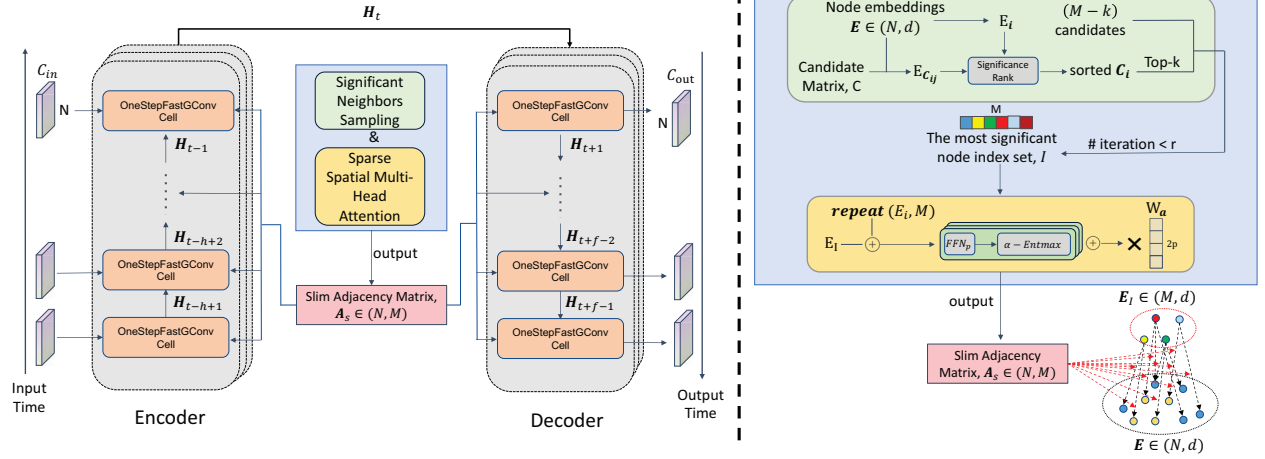 H_t
C_in
N
OneStepFastGConv
Cell
H_{t-1}
⋮
H_{t-h+2}
OneStepFastGConv
Cell
H_{t-h+1}
OneStepFastGConv
Cell
Input
Time
Encoder
Significant
Neighbors
Sampling
&
Sparse
Spatial Multi-
Head
Attention
output
Slim Adjacency Matrix,
A_s ∈ (N, M)
C_out
N
OneStepFastGConv
Cell
H_{t+1}
⋮
H_{t+f-2}
OneStepFastGConv
Cell
H_{t+f-1}
OneStepFastGConv
Cell
Output
Time
Decoder
Node embeddings
E ∈ (N, d)
E_i
(M − k)
candidates
Candidate
Matrix, C
E_{C_{ij}}
Significance
Rank
sorted C_i
Top-k
M
The most significant
node index set, I
# iteration < r
repeat (E_i, M)
E_I
+
FFN_p
α − Entmax
+
×
W_a
2p
output
Slim Adjacency
Matrix, A_s ∈ (N, M)
E_I ∈ (M, d)
E ∈ (N, d)